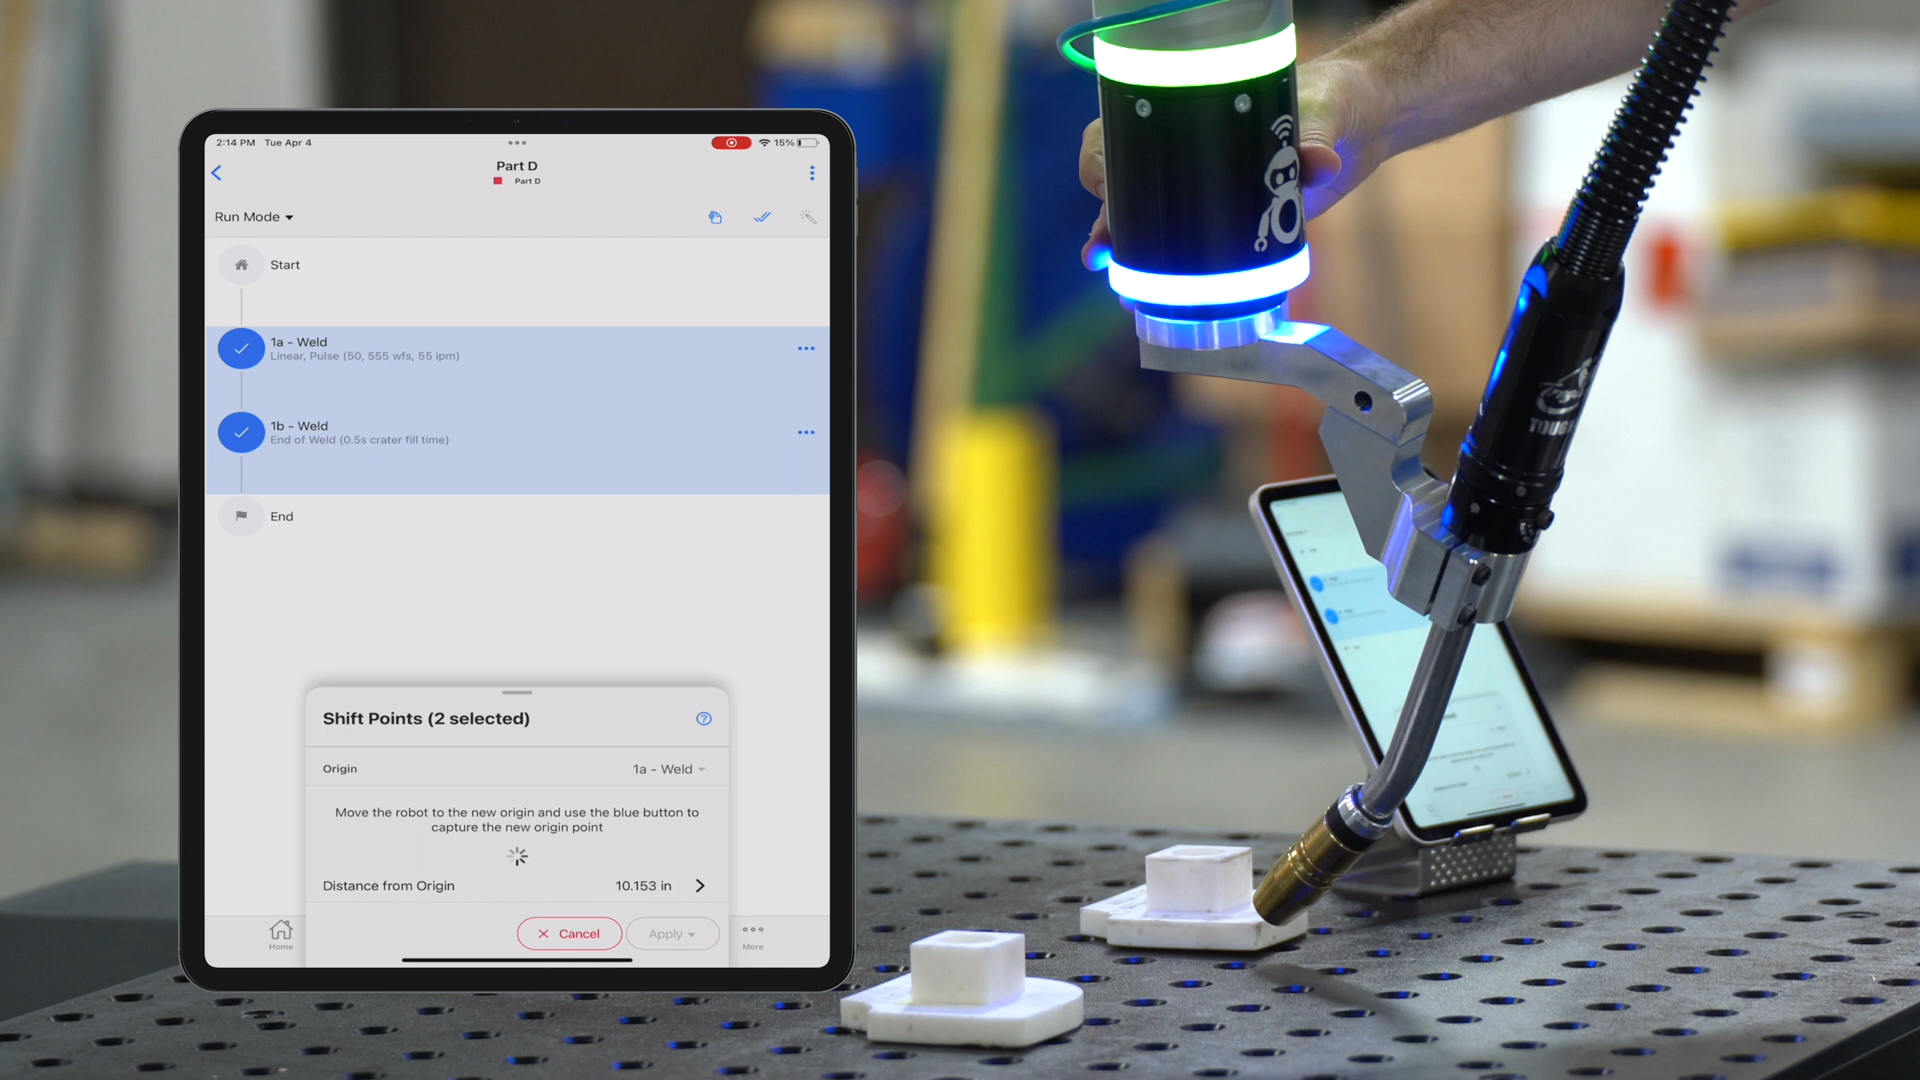 2:14 PM Tue Apr 4
15%
Part D
Part D
Run Mode
Start
1a - Weld
Linear, Pulse (50, 555 wfs, 55 ipm)
1b - Weld
End of Weld (0.5s crater fill time)
End
Shift Points (2 selected)
Origin 1a - Weld
Move the robot to the new origin and use the blue button to
capture the new origin point
Distance from Origin 10.153 in
Cancel Apply
Home
More